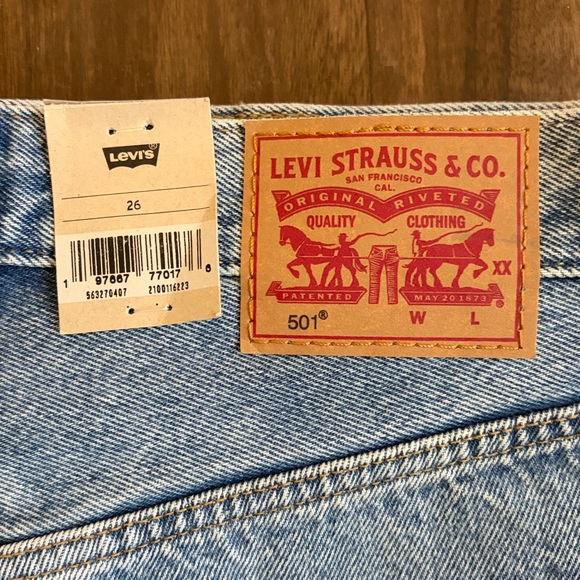 LEVI'S®
26
1 97667 77017 6
563270407 2100116223
LEVI STRAUSS & CO.
SAN FRANCISCO
CAL.
ORIGINAL RIVETED
QUALITY CLOTHING
XX
PATENTED MAY 20 1873
501® W L